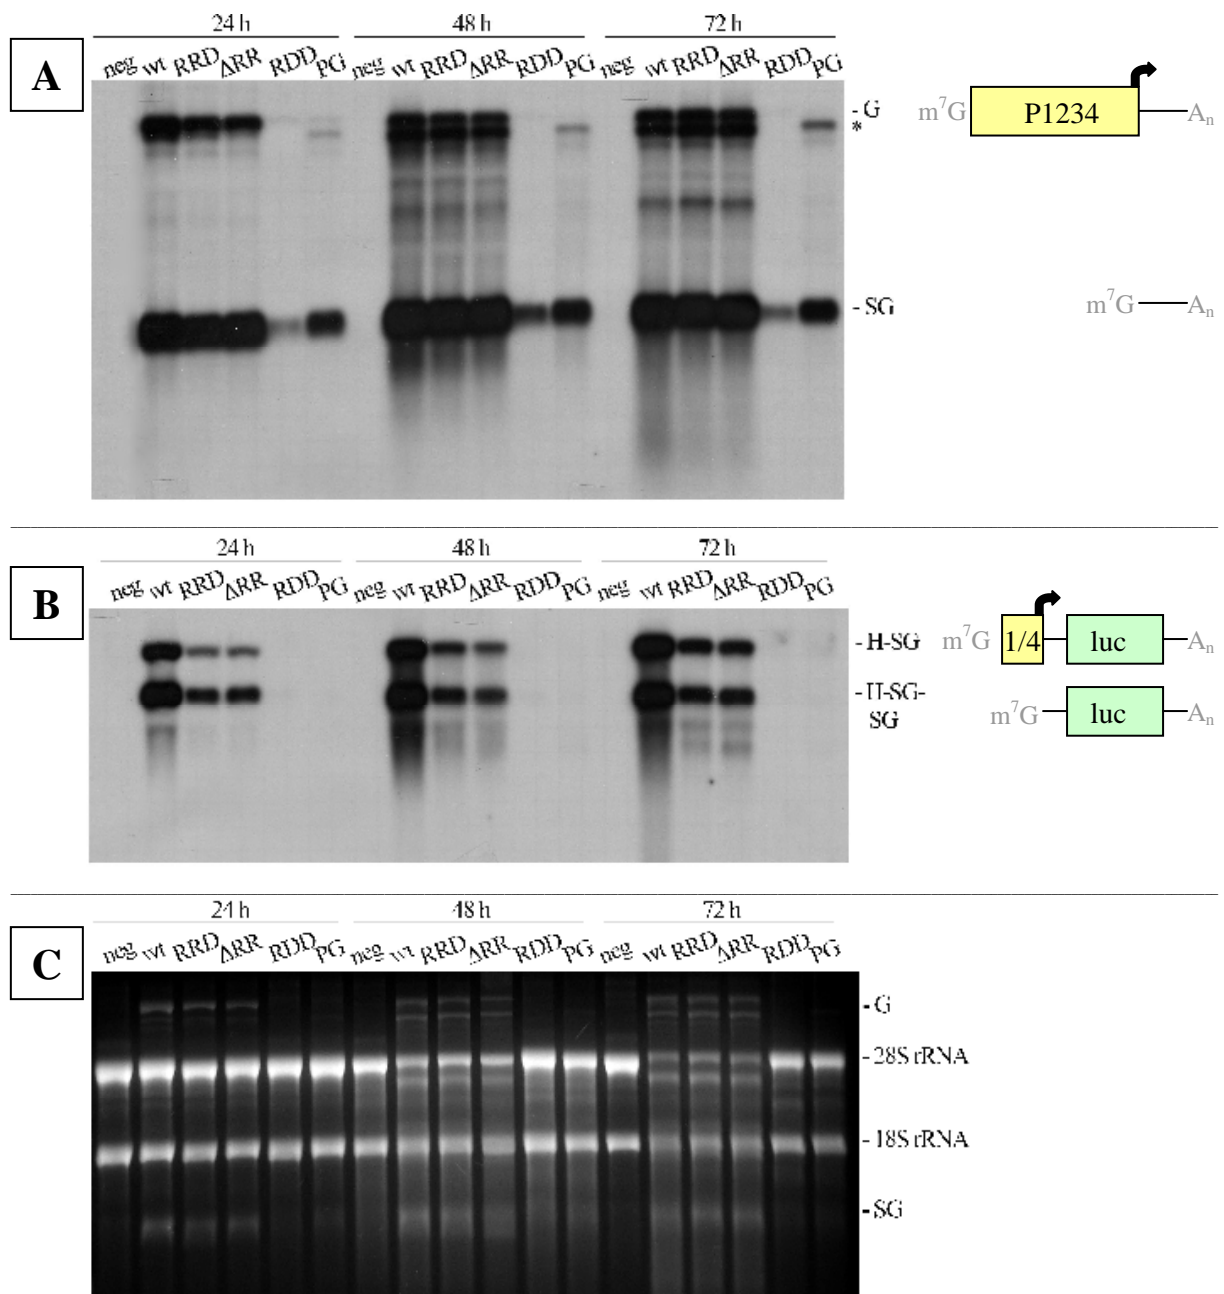 A
24 h 48 h 72 h
neg wt RRD ΔRR RDD PG neg wt RRD ΔRR RDD PG neg wt RRD ΔRR RDD PG
- G
*
m⁷G P1234 Aₙ
- SG
m⁷G Aₙ
B
24 h 48 h 72 h
neg wt RRD ΔRR RDD PG neg wt RRD ΔRR RDD PG neg wt RRD ΔRR RDD PG
- H-SG
m⁷G 1/4 luc Aₙ
- U-SG-
SG
m⁷G luc Aₙ
C
24 h 48 h 72 h
neg wt RRD ΔRR RDD PG neg wt RRD ΔRR RDD PG neg wt RRD ΔRR RDD PG
- G
- 28S rRNA
- 18S rRNA
- SG